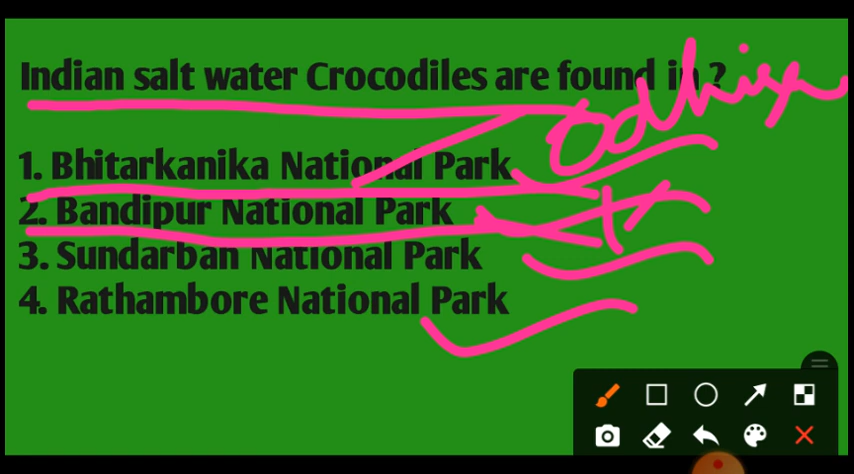 Indian salt water Crocodiles are found in ?
Odhisa
1. Bhitarkanika National Park
2. Bandipur National Park
3. Sundarban National Park
4. Rathambore National Park